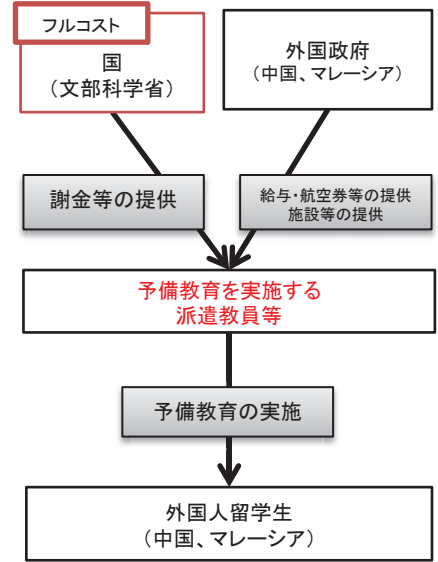 フルコスト
国
（文部科学省）
外国政府
（中国、マレーシア）
謝金等の提供
給与・航空券等の提供
施設等の提供
予備教育を実施する
派遣教員等
予備教育の実施
外国人留学生
（中国、マレーシア）